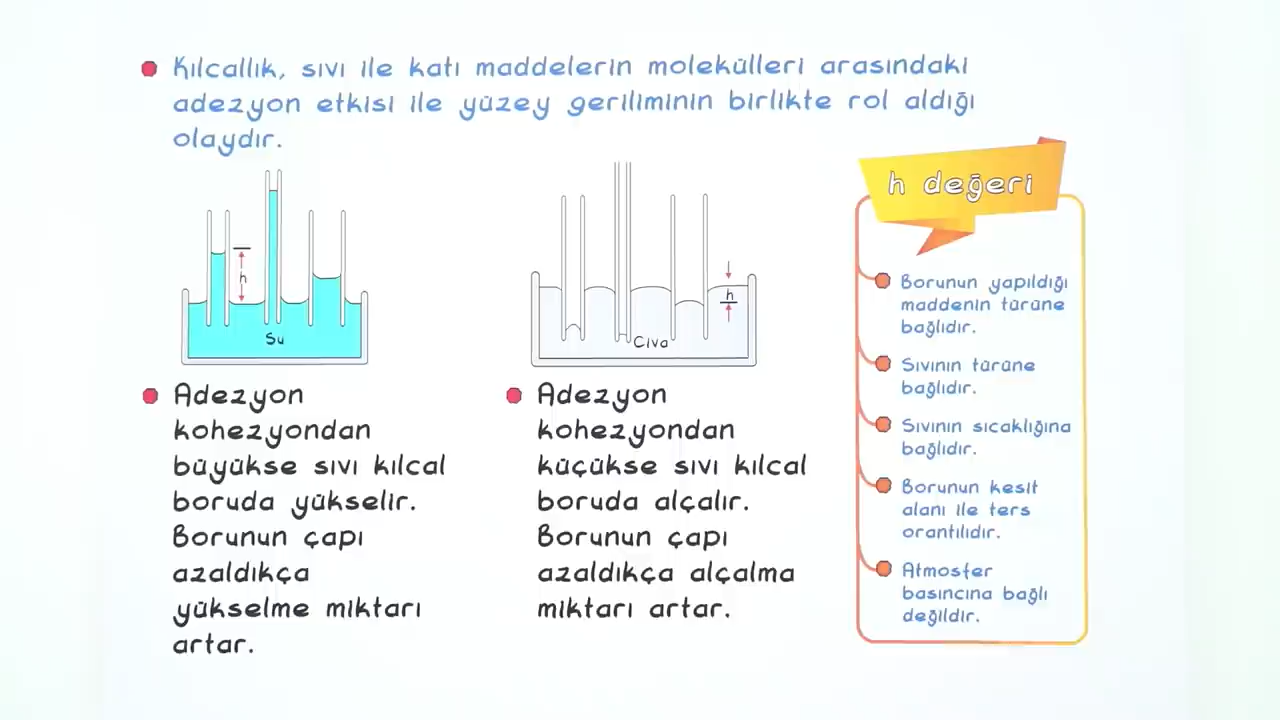 Kılcallık, sıvı ile katı maddelerin molekülleri arasındaki
adezyon etkisi ile yüzey geriliminin birlikte rol aldığı
olaydır.
h
Su
h
Civa
Adezyon
kohezyondan
büyükse sıvı kılcal
boruda yükselir.
Borunun çapı
azaldıkça
yükselme miktarı
artar.
Adezyon
kohezyondan
küçükse sıvı kılcal
boruda alçalır.
Borunun çapı
azaldıkça alçalma
miktarı artar.
h değeri
Borunun yapıldığı
maddenin türüne
bağlıdır.
Sıvının türüne
bağlıdır.
Sıvının sıcaklığına
bağlıdır.
Borunun kesit
alanı ile ters
orantılıdır.
Atmosfer
basıncına bağlı
değildir.